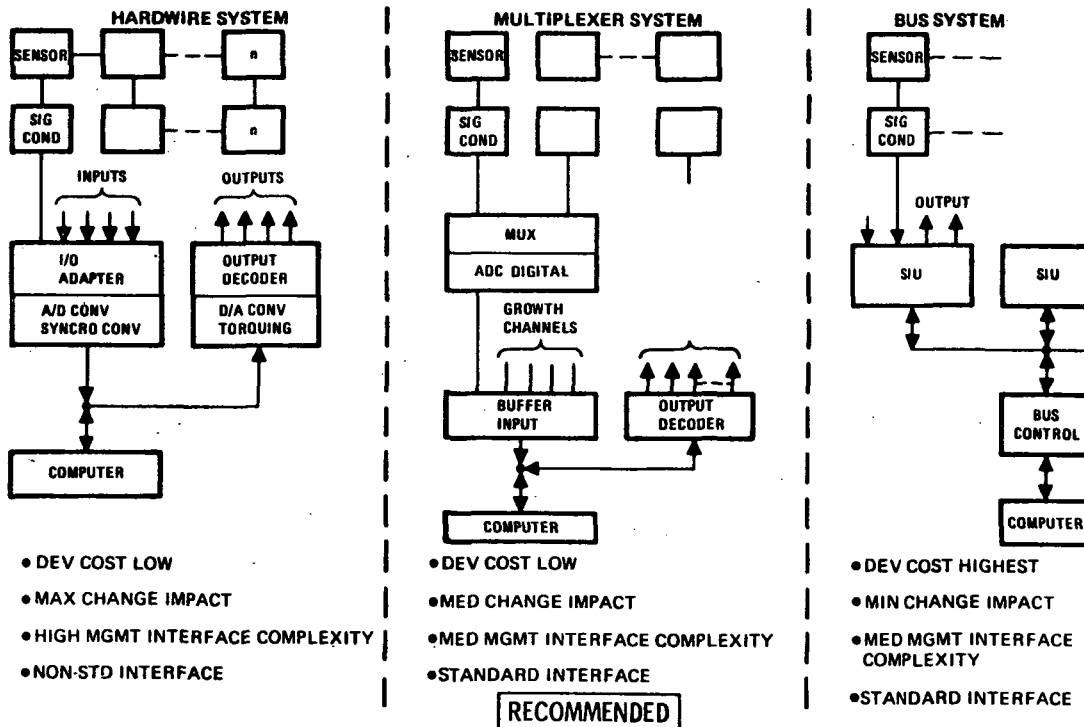 HARDWIRE SYSTEM
SENSOR
n
SIG
COND
n
INPUTS
OUTPUTS
I/O
ADAPTER
A/D CONV
SYNCRO CONV
OUTPUT
DECODER
D/A CONV
TORQUING
COMPUTER
● DEV COST LOW
● MAX CHANGE IMPACT
● HIGH MGMT INTERFACE COMPLEXITY
● NON-STD INTERFACE
MULTIPLEXER SYSTEM
SENSOR
SIG
COND
MUX
ADC DIGITAL
GROWTH
CHANNELS
BUFFER
INPUT
OUTPUT
DECODER
COMPUTER
● DEV COST LOW
● MED CHANGE IMPACT
● MED MGMT INTERFACE COMPLEXITY
● STANDARD INTERFACE
RECOMMENDED
BUS SYSTEM
SENSOR
SIG
COND
OUTPUT
SIU
SIU
BUS
CONTROL
COMPUTER
● DEV COST HIGHEST
● MIN CHANGE IMPACT
● MED MGMT INTERFACE
COMPLEXITY
● STANDARD INTERFACE